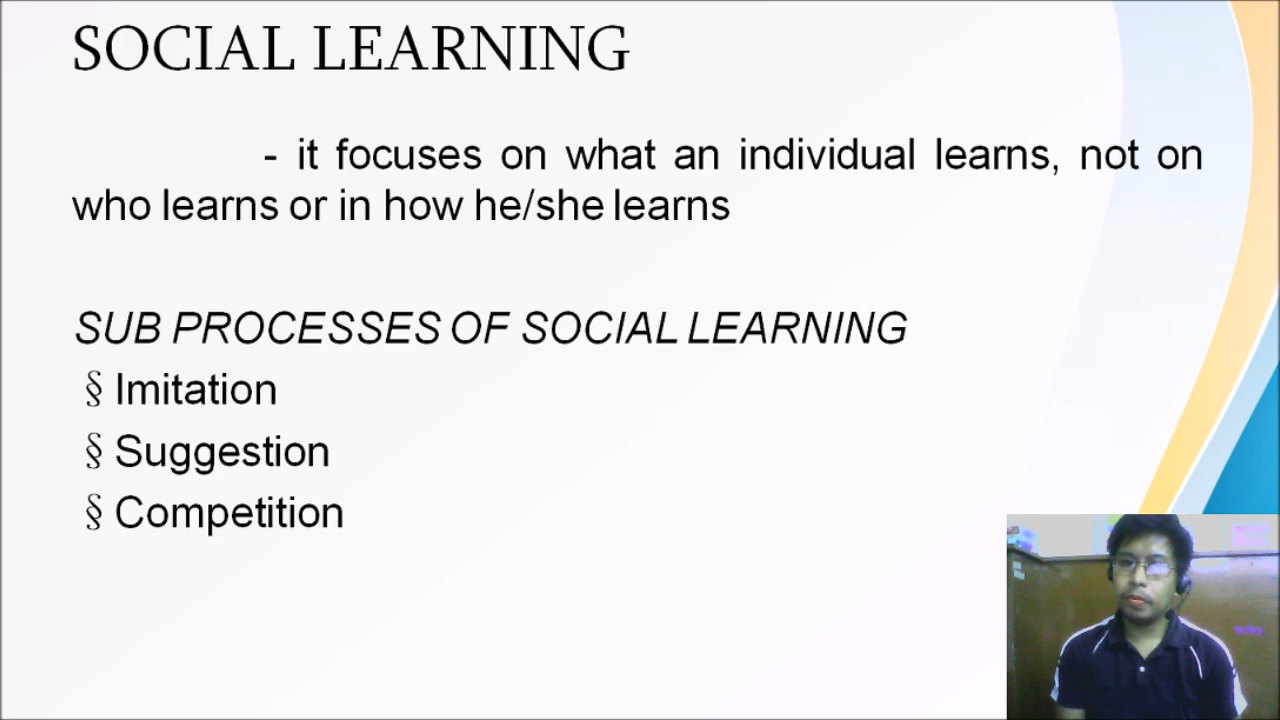 SOCIAL LEARNING
- it focuses on what an individual learns, not on
who learns or in how he/she learns
SUB PROCESSES OF SOCIAL LEARNING
§ Imitation
§ Suggestion
§ Competition